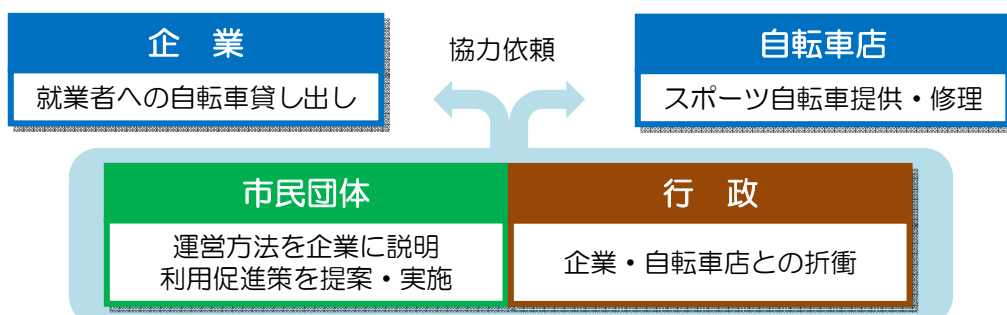 企　業
就業者への自転車貸し出し
協力依頼
自転車店
スポーツ自転車提供・修理
市民団体
運営方法を企業に説明
利用促進策を提案・実施
行　政
企業・自転車店との折衝